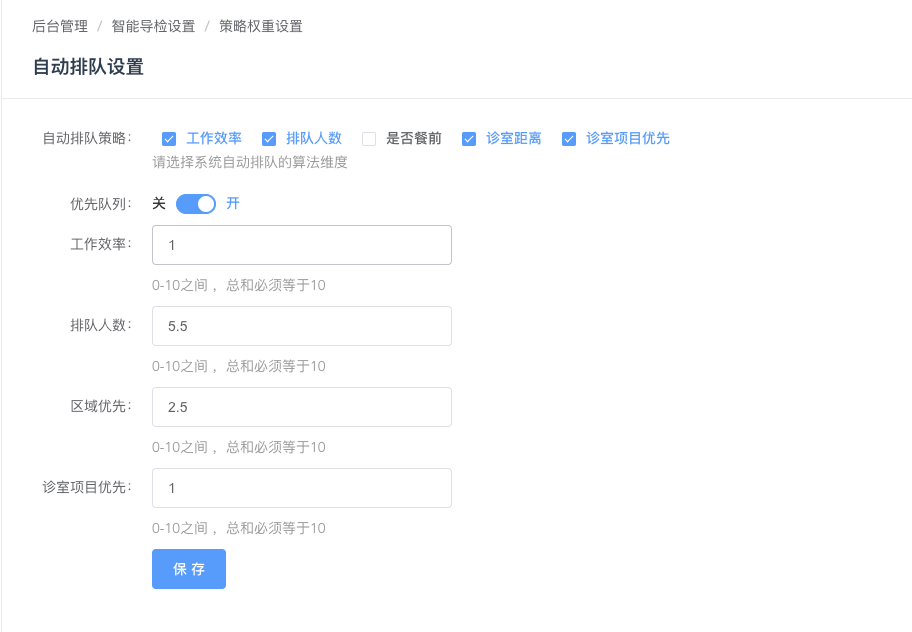 后台管理 / 智能导检设置 / 策略权重设置
自动排队设置
自动排队策略: 工作效率 排队人数 是否餐前 诊室距离 诊室项目优先
请选择系统自动排队的算法维度
优先队列: 关 开
工作效率: 1
0-10之间，总和必须等于10
排队人数: 5.5
0-10之间，总和必须等于10
区域优先: 2.5
0-10之间，总和必须等于10
诊室项目优先: 1
0-10之间，总和必须等于10
保存